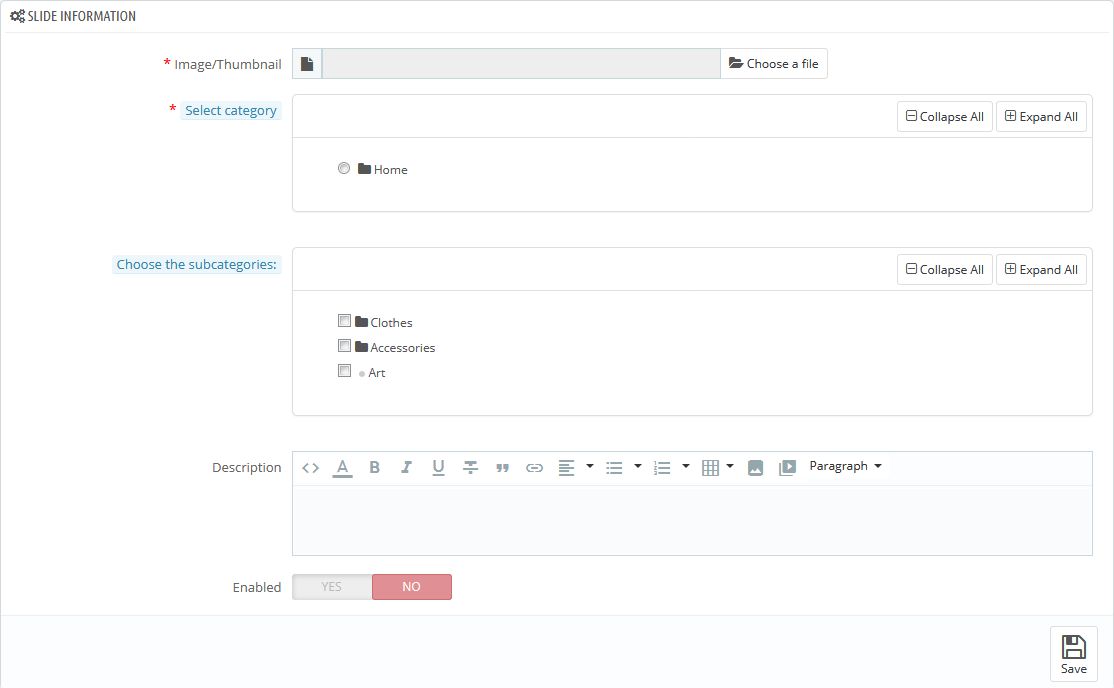 SLIDE INFORMATION
* Image/Thumbnail Choose a file
* Select category Collapse All Expand All
Home
Choose the subcategories: Collapse All Expand All
Clothes
Accessories
Art
Description A B I U Paragraph
Enabled YES NO
Save